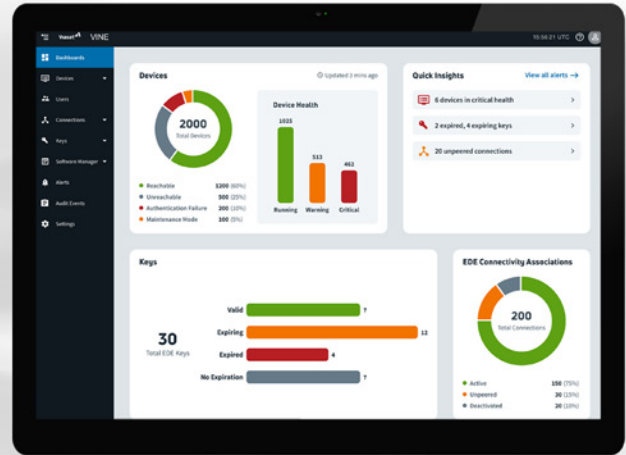 Viasat VINE
15:56:21 UTC
Dashboards
Devices
Users
Connections
Keys
Software Manager
Alerts
Audit Events
Settings
Devices
Updated 3 mins ago
2000
Total Devices
Reachable 1200 (60%)
Unreachable 500 (25%)
Authentication Failure 200 (10%)
Maintenance Mode 100 (5%)
Device Health
1025
513
462
Running Warning Critical
Quick Insights
View all alerts →
6 devices in critical health
2 expired, 4 expiring keys
20 unpeered connections
Keys
30
Total EDE Keys
Valid 7
Expiring 12
Expired 4
No Expiration 7
EDE Connectivity Associations
200
Total Connections
Active 150 (75%)
Unpeered 30 (15%)
Deactivated 20 (10%)